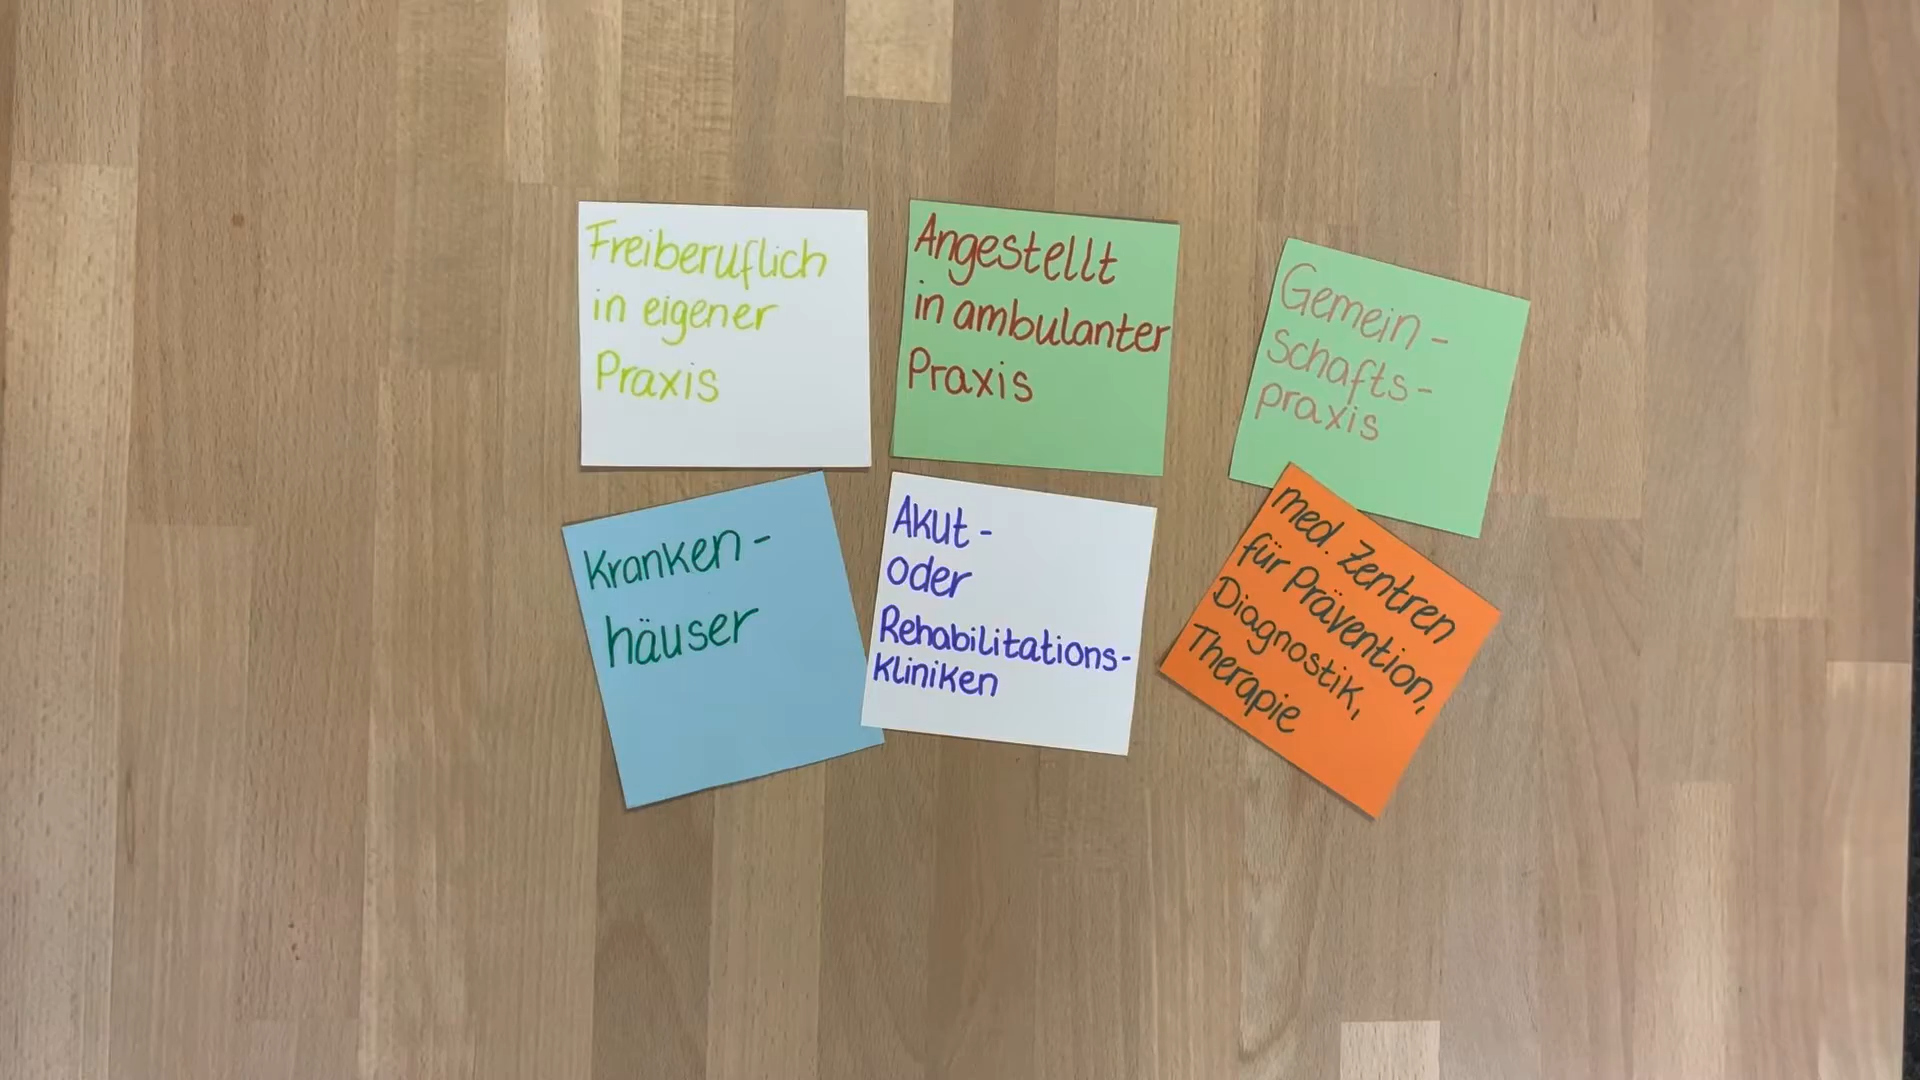 Freiberuflich
in eigener
Praxis
Angestellt
in ambulanter
Praxis
Gemein-
schafts-
praxis
Kranken-
häuser
Akut-
oder
Rehabilitations-
kliniken
med. Zentren
für Prävention,
Diagnostik,
Therapie